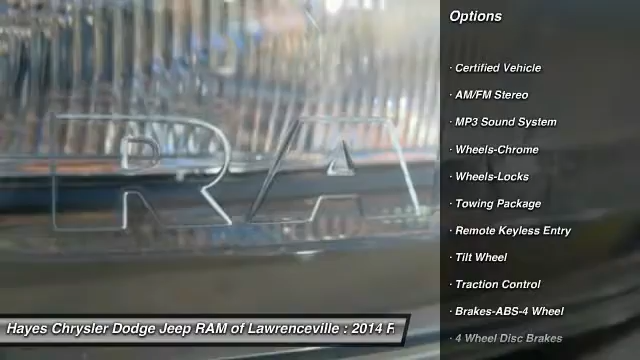 Options
· Certified Vehicle
· AM/FM Stereo
· MP3 Sound System
· Wheels-Chrome
· Wheels-Locks
· Towing Package
· Remote Keyless Entry
· Tilt Wheel
· Traction Control
· Brakes-ABS-4 Wheel
· 4 Wheel Disc Brakes
RA
Hayes Chrysler Dodge Jeep RAM of Lawrenceville : 2014